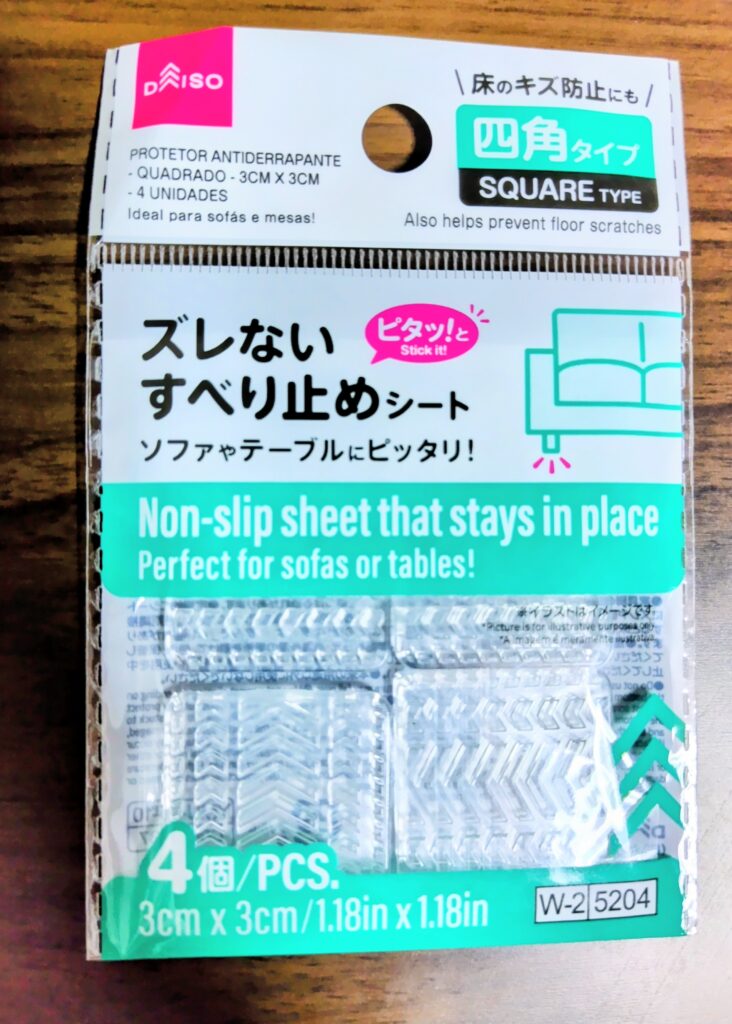 DAISO
PROTETOR ANTIDERRAPANTE
- QUADRADO - 3CM X 3CM
- 4 UNIDADES
Ideal para sofás e mesas!
\ 床のキズ防止にも /
四角タイプ
SQUARE TYPE
Also helps prevent floor scratches
ズレない
ピタッ!と
Stick it!
すべり止めシート
ソファやテーブルにピッタリ!
Non-slip sheet that stays in place
Perfect for sofas or tables!
※イラストはイメージです。
*Picture is for illustrative purposes only.
*A imagem é meramente ilustrativa.
4個/PCS.
3cm x 3cm/1.18in x 1.18in
W-2 5204